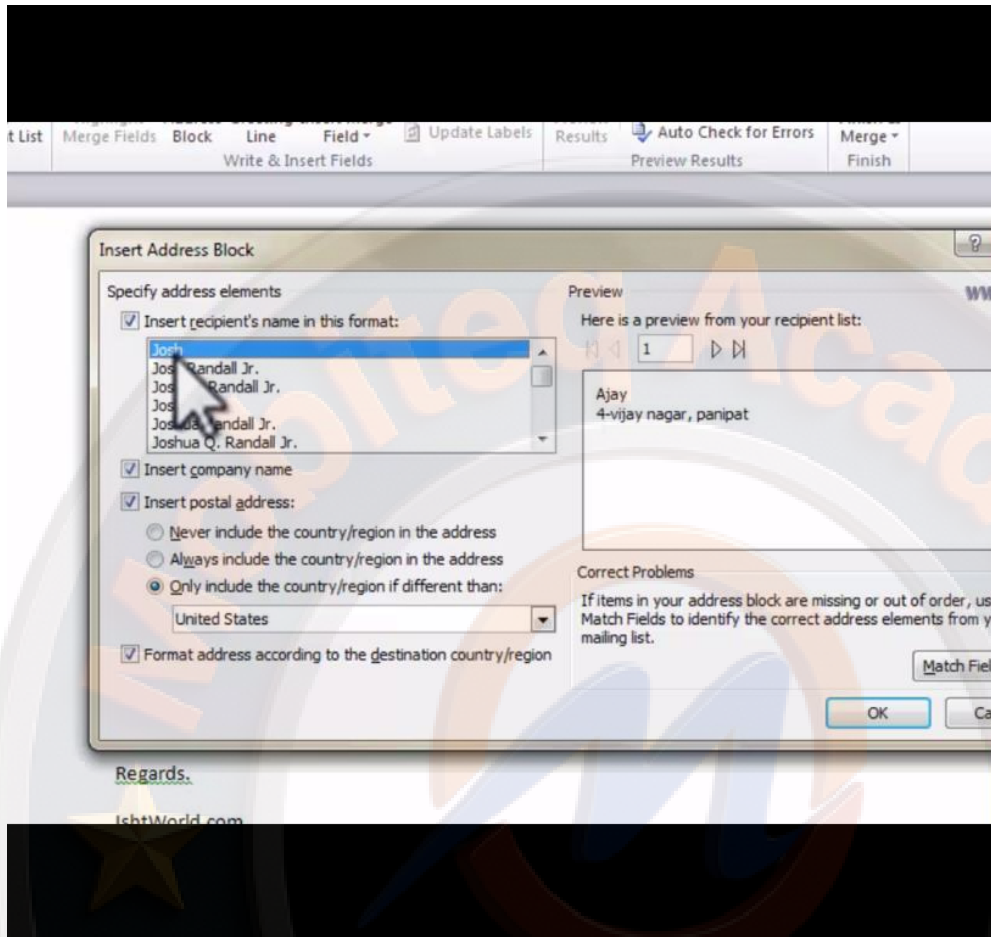 t List
Merge Fields Block Line Field
Update Labels
Results
Auto Check for Errors
Merge
Write & Insert Fields
Preview Results
Finish
Insert Address Block
Specify address elements
Insert recipient's name in this format:
Josh
Randall Jr.
Randall Jr.
Randall Jr.
Joshua Q. Randall Jr.
Insert company name
Insert postal address:
Never include the country/region in the address
Always include the country/region in the address
Only include the country/region if different than:
United States
Format address according to the destination country/region
Preview
Here is a preview from your recipient list:
1
Ajay
4-vijay nagar, panipat
Correct Problems
If items in your address block are missing or out of order, us
Match Fields to identify the correct address elements from y
mailing list.
Match Fiel
OK
Ca
Regards.
IshtWorld.com
Mobiteq Acad